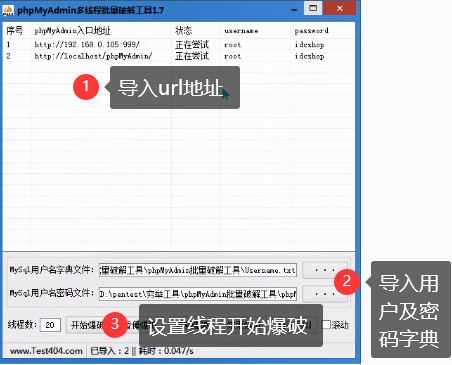 phpMyAdmin多线程批量破解工具1.7
序号 phpMyAdmin入口地址 状态 username password
1 http://192.168.0.105:999/ 正在尝试 root idcshop
2 http://localhost/phpMyAdmin/ 正在尝试 root idcshop
1 导入url地址
MySql用户名字典文件: 量破解工具\phpMyAdmin批量破解工具\Username.txt ...
2 导入用
户及密
码字典
MySql用户名密码文件: D:\pentest\穷举工具\phpMyAdmin批量破解工具\phpM ...
线程数: 20 开始爆破
3 设置线程开始爆破
滚动
www.Test404.com 已导入:2 || 耗时:0.047/s